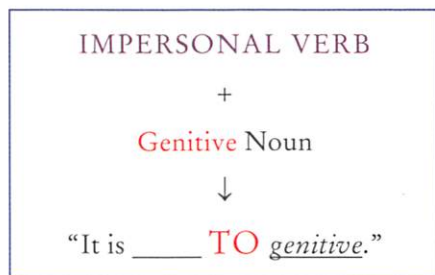 IMPERSONAL VERB
+
Genitive Noun
↓
“It is _____ TO genitive.”